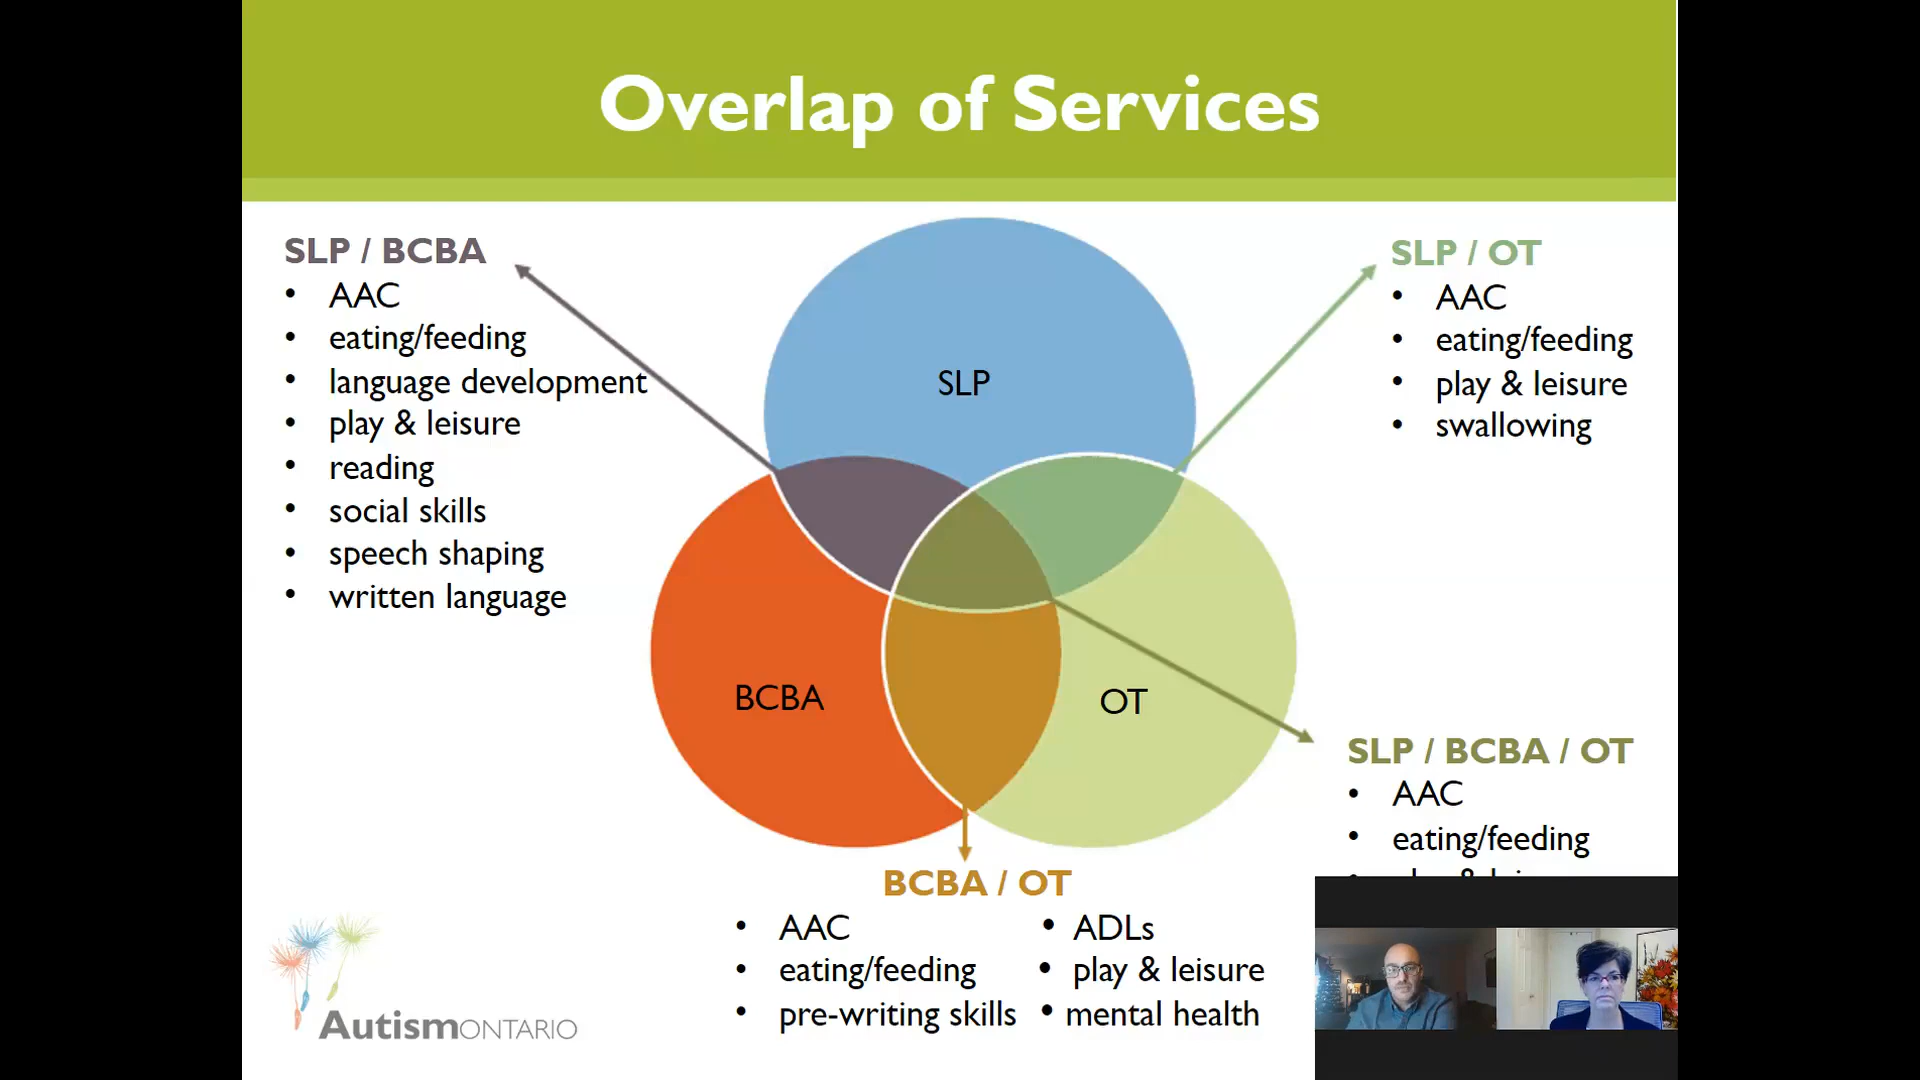 Overlap of Services
SLP / BCBA
• AAC
• eating/feeding
• language development
• play & leisure
• reading
• social skills
• speech shaping
• written language
SLP / OT
• AAC
• eating/feeding
• play & leisure
• swallowing
SLP
BCBA
OT
SLP / BCBA / OT
• AAC
• eating/feeding
BCBA / OT
• AAC
• eating/feeding
• pre-writing skills
• ADLs
• play & leisure
• mental health
AutismONTARIO